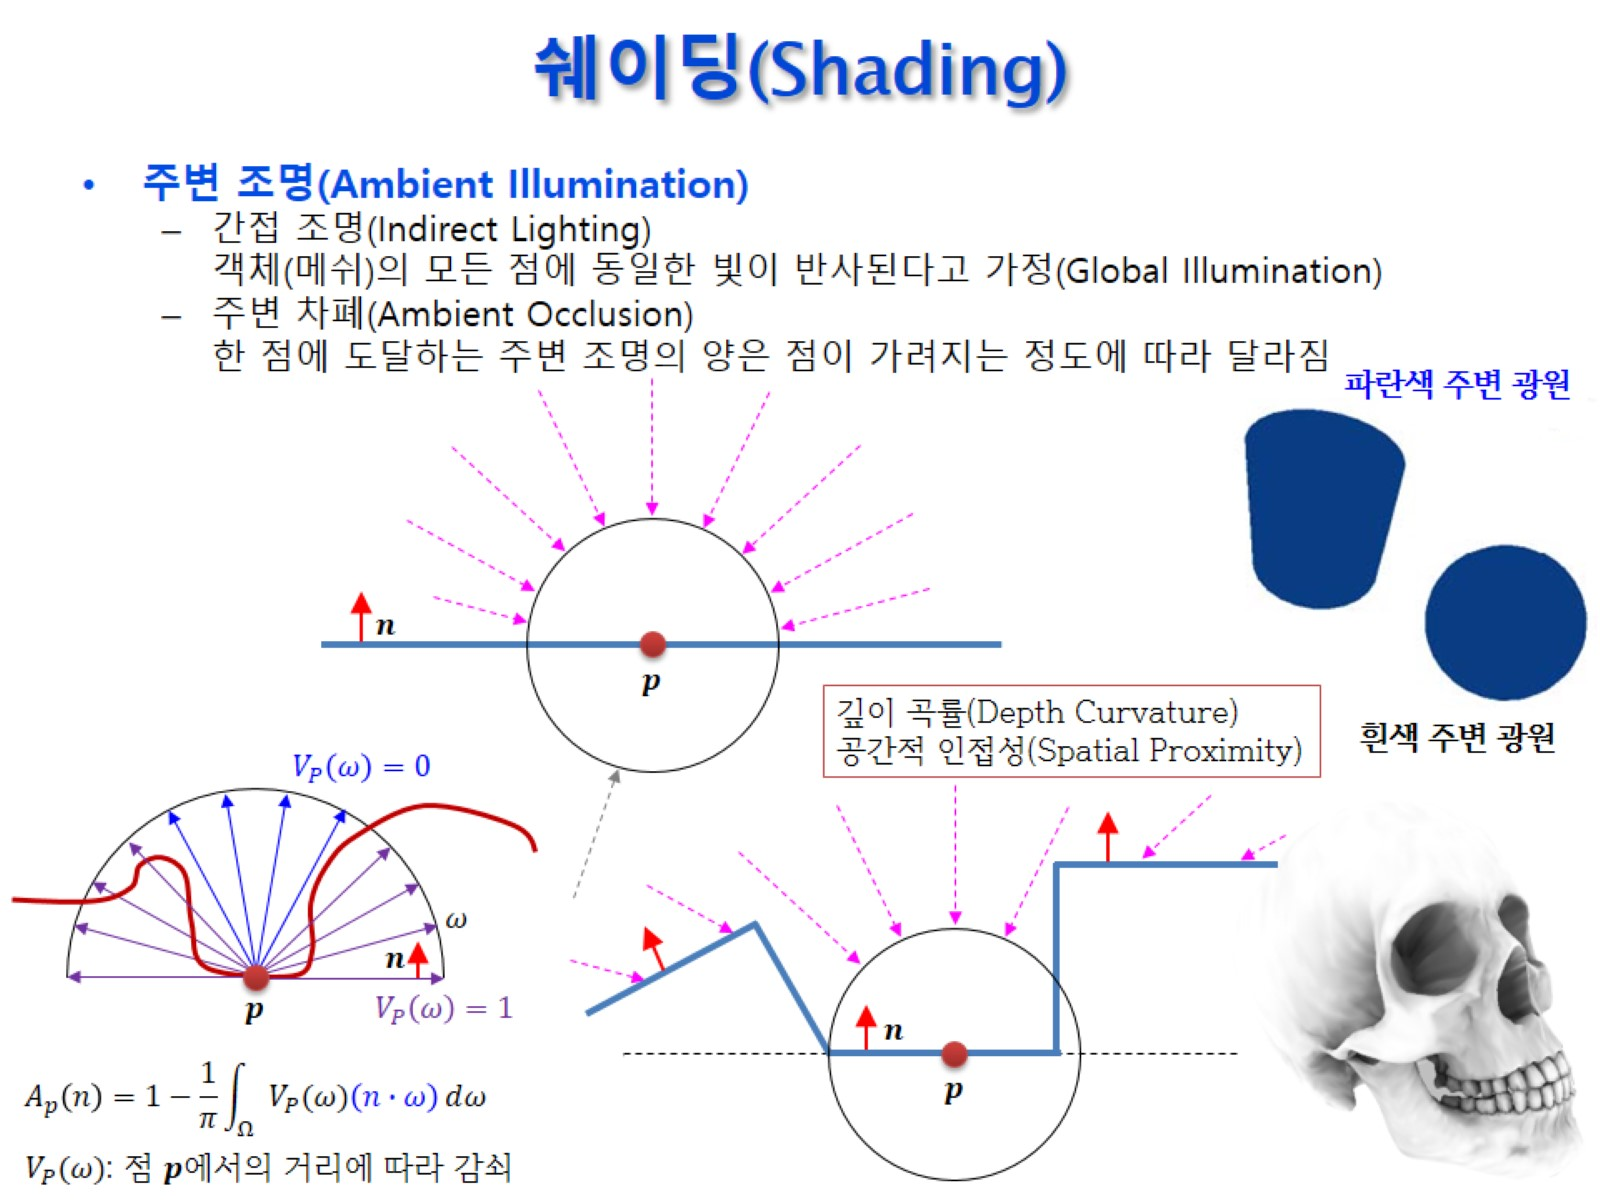 쉐이딩(Shading)
• 주변 조명(Ambient Illumination)
– 간접 조명(Indirect Lighting)
객체(메쉬)의 모든 점에 동일한 빛이 반사된다고 가정(Global Illumination)
– 주변 차폐(Ambient Occlusion)
한 점에 도달하는 주변 조명의 양은 점이 가려지는 정도에 따라 달라짐
파란색 주변 광원
n
p
깊이 곡률(Depth Curvature)
공간적 인접성(Spatial Proximity)
흰색 주변 광원
V_P(ω) = 0
ω
n
p
V_P(ω) = 1
n
p
A_p(n) = 1 − 1/π ∫_Ω V_P(ω)(n · ω) dω
V_P(ω): 점 p에서의 거리에 따라 감쇠